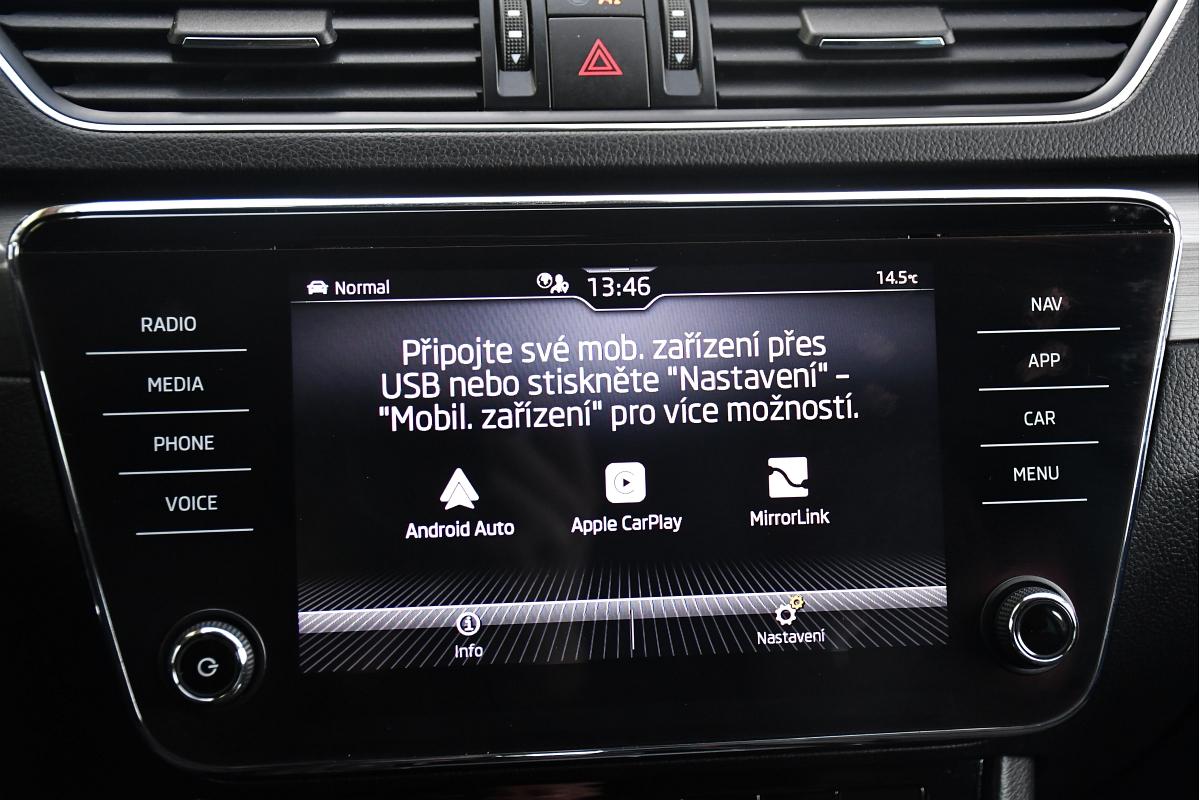 Normal
13:46
14.5°C
RADIO
MEDIA
PHONE
VOICE
Připojte své mob. zařízení přes
USB nebo stiskněte "Nastavení" –
"Mobil. zařízení" pro více možností.
Android Auto
Apple CarPlay
MirrorLink
Info
Nastavení
NAV
APP
CAR
MENU